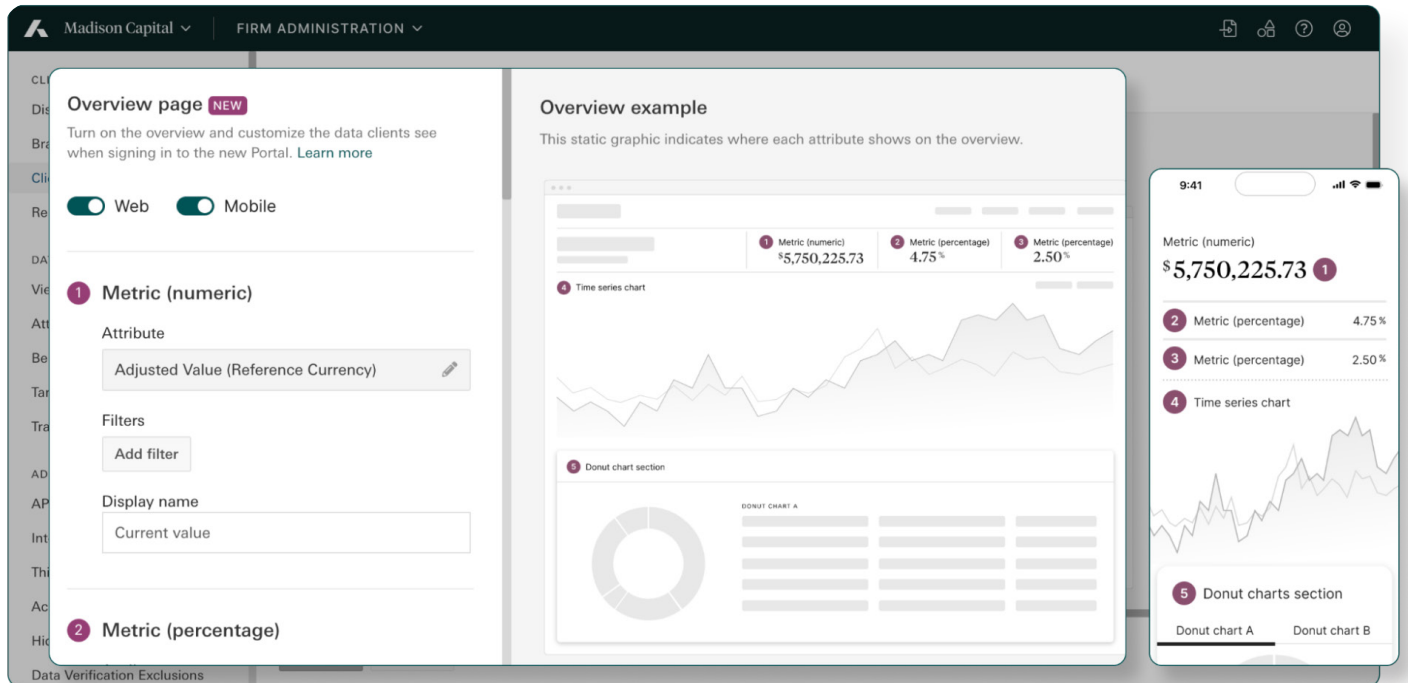 Madison Capital
FIRM ADMINISTRATION
Overview page NEW
Turn on the overview and customize the data clients see
when signing in to the new Portal. Learn more
Web Mobile
1 Metric (numeric)
Attribute
Adjusted Value (Reference Currency)
Filters
Add filter
Display name
Current value
2 Metric (percentage)
Data Verification Exclusions
Overview example
This static graphic indicates where each attribute shows on the overview.
1 Metric (numeric)
$5,750,225.73
2 Metric (percentage)
4.75%
3 Metric (percentage)
2.50%
4 Time series chart
5 Donut chart section
DONUT CHART A
9:41
Metric (numeric)
$5,750,225.73 1
2 Metric (percentage) 4.75%
3 Metric (percentage) 2.50%
4 Time series chart
5 Donut charts section
Donut chart A Donut chart B